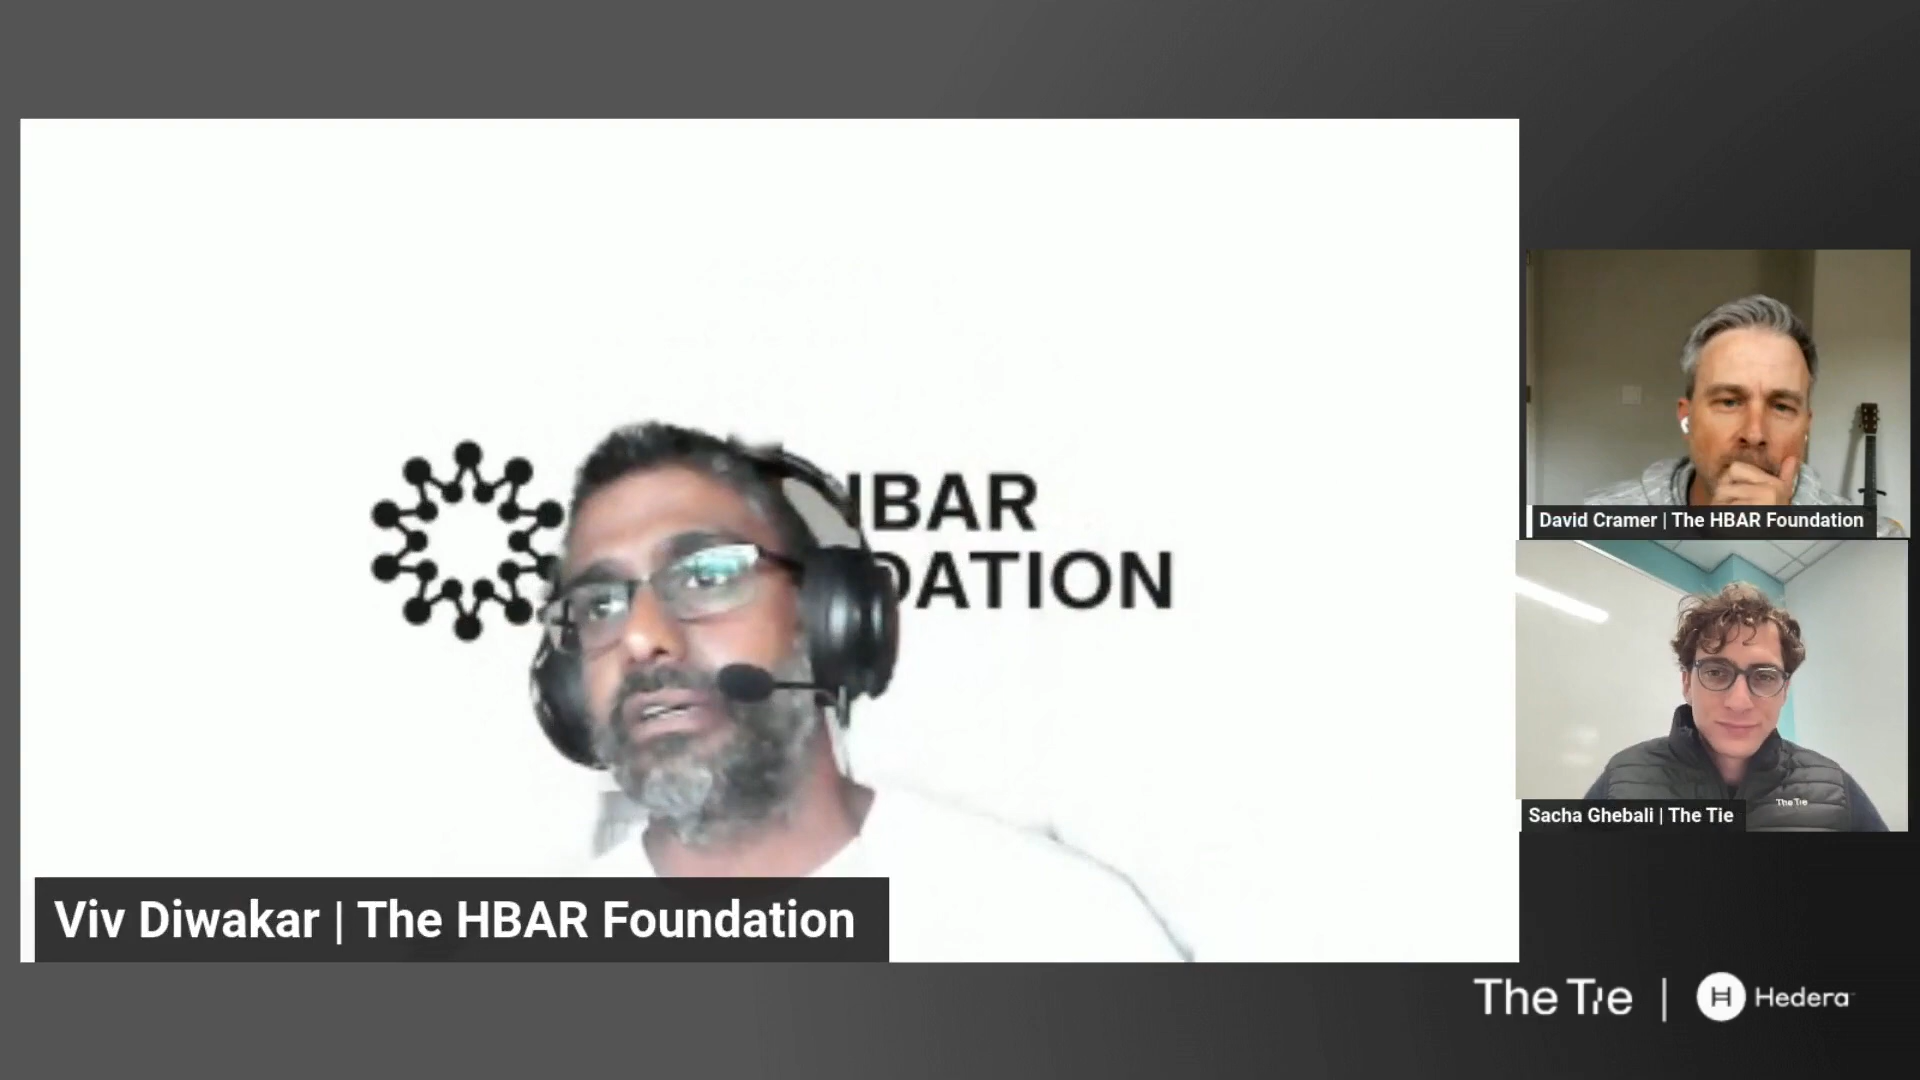 HBAR
DATION
Viv Diwakar | The HBAR Foundation
David Cramer | The HBAR Foundation
The Tie
Sacha Ghebali | The Tie
The Tie | H Hedera